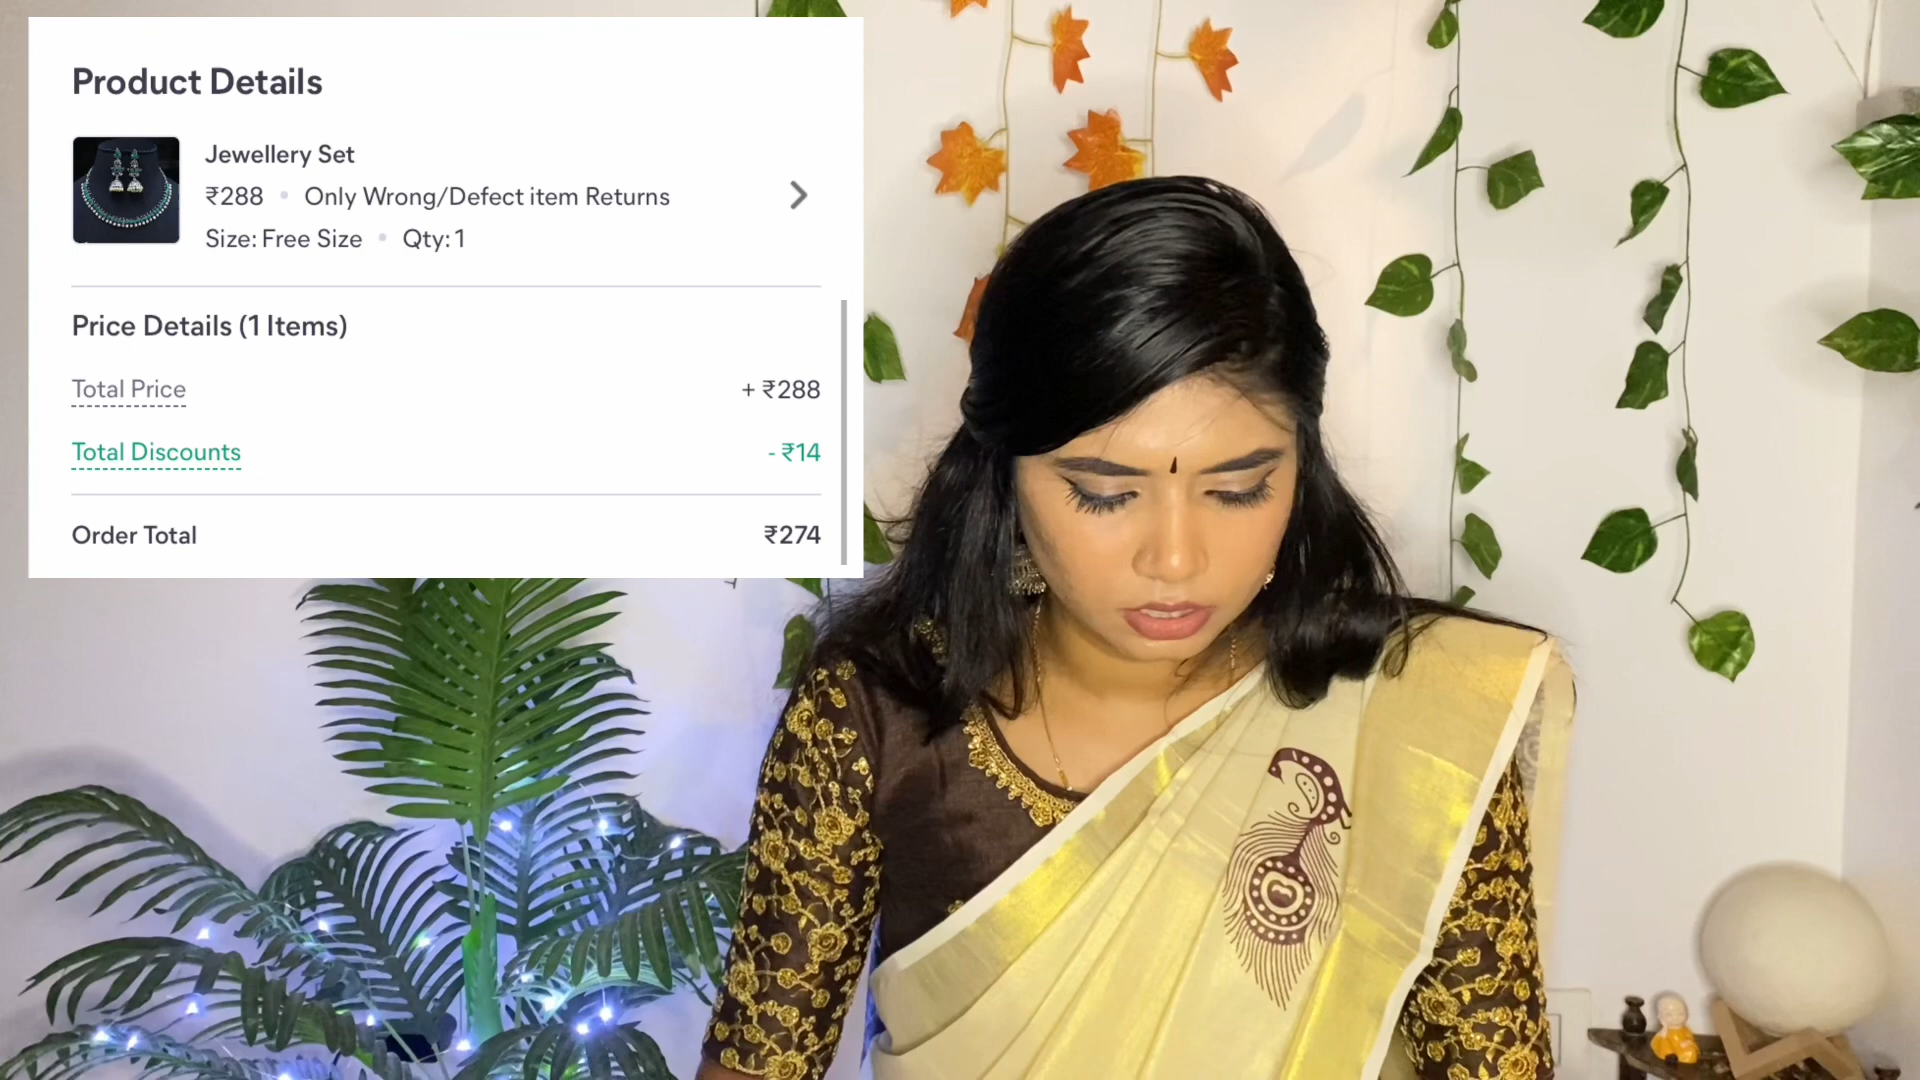 Product Details
Jewellery Set
₹288 • Only Wrong/Defect item Returns
Size: Free Size • Qty: 1
Price Details (1 Items)
Total Price + ₹288
Total Discounts - ₹14
Order Total ₹274